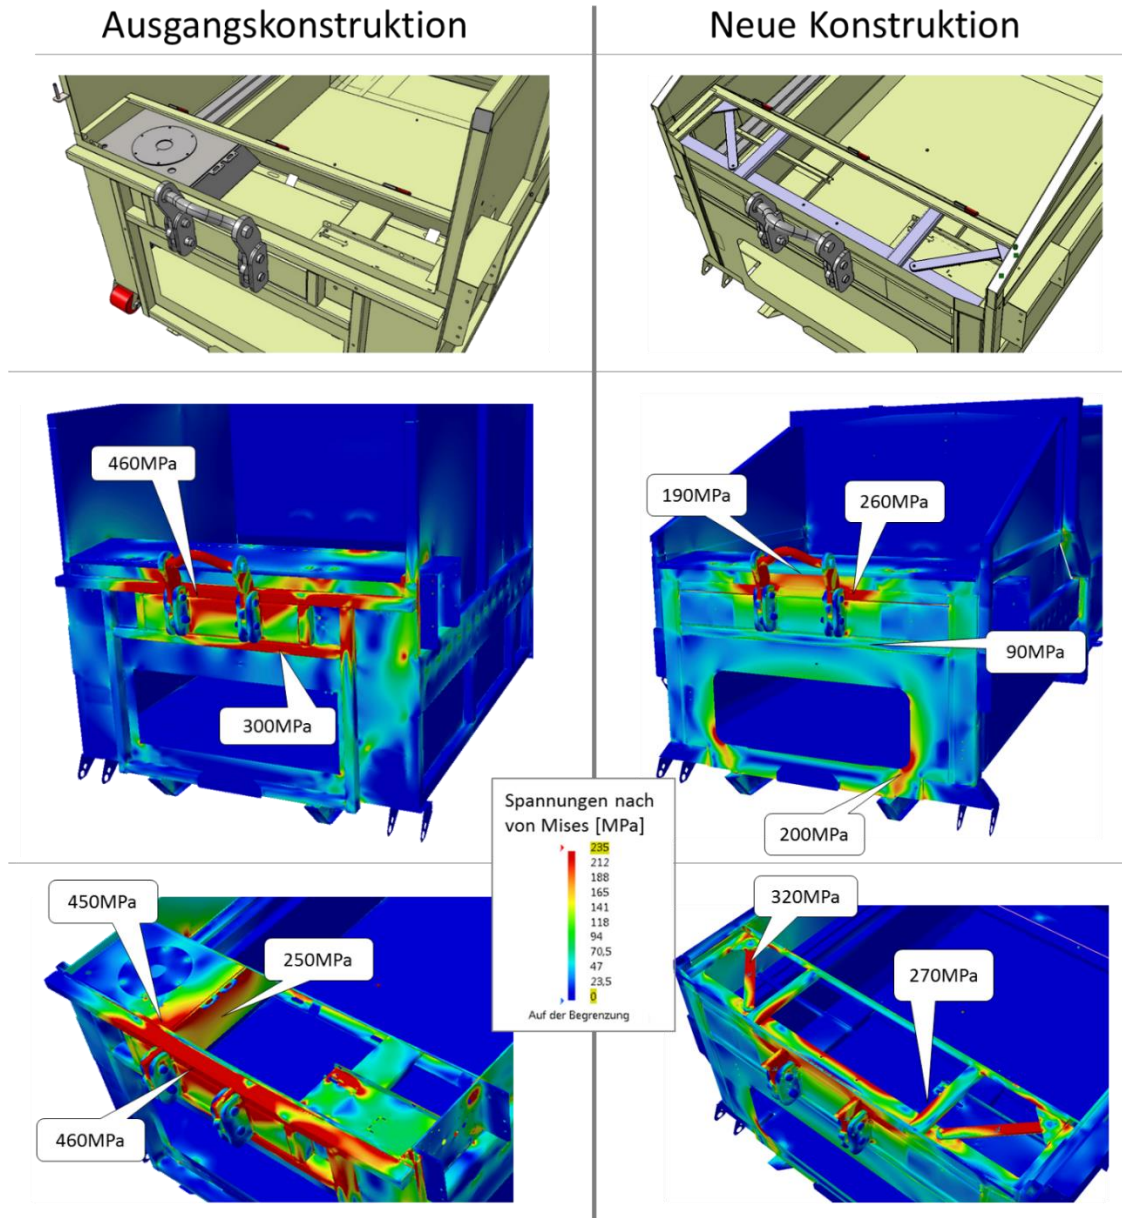 Ausgangskonstruktion
Neue Konstruktion
460MPa
300MPa
190MPa
260MPa
90MPa
200MPa
Spannungen nach
von Mises [MPa]
235
212
188
165
141
118
94
70,5
47
23,5
0
Auf der Begrenzung
450MPa
250MPa
460MPa
320MPa
270MPa